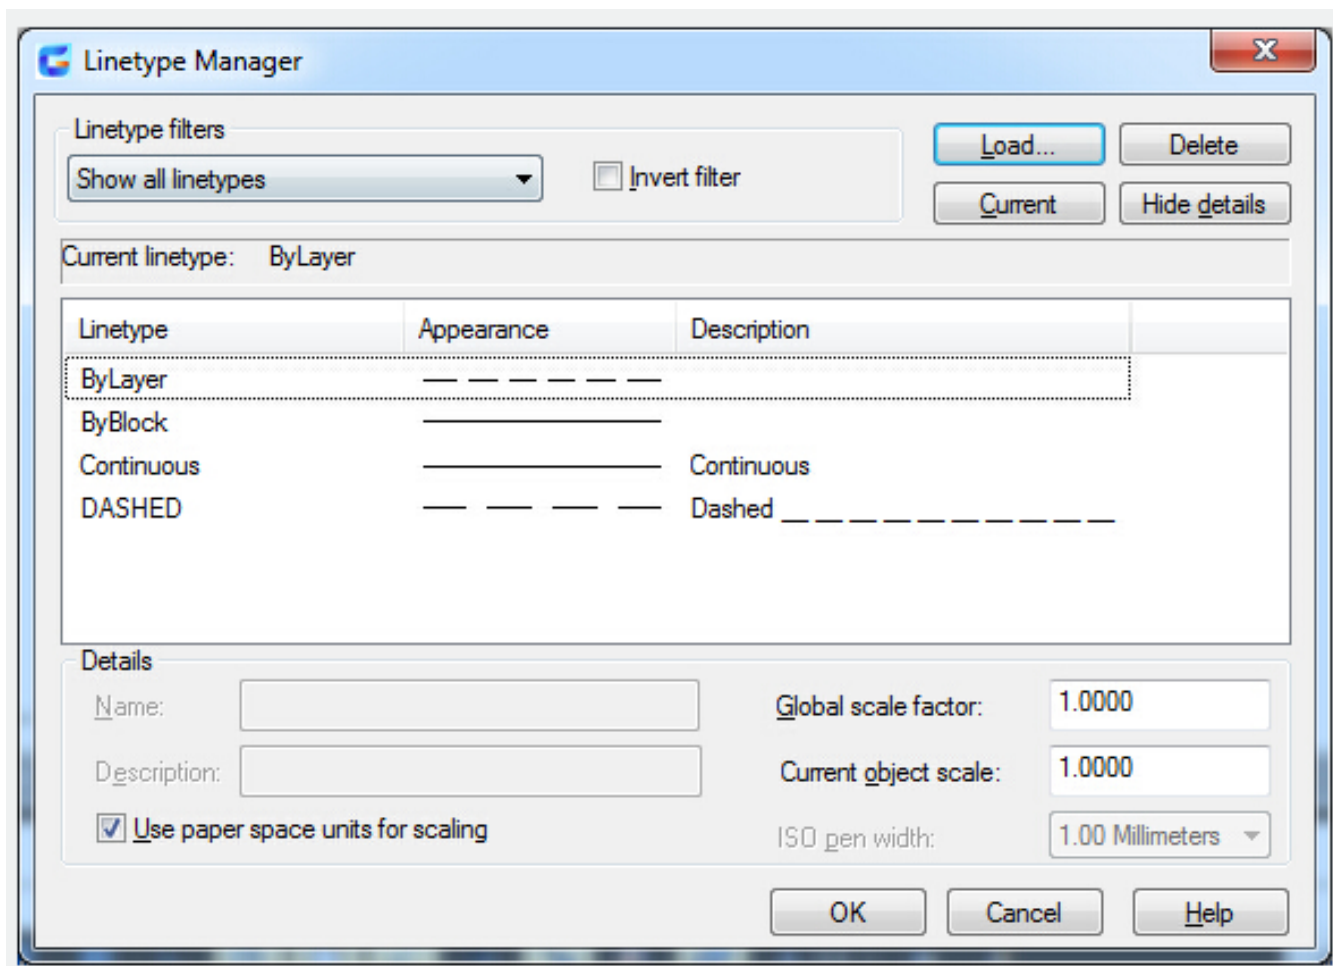 Linetype Manager
Linetype filters
Show all linetypes
Invert filter
Load...
Delete
Current
Hide details
Current linetype: ByLayer
Linetype Appearance Description
ByLayer
ByBlock
Continuous Continuous
DASHED Dashed __ __ __ __ __ __ __ __ __ __
Details
Name:
Global scale factor: 1.0000
Description:
Current object scale: 1.0000
Use paper space units for scaling
ISO pen width: 1.00 Millimeters
OK Cancel Help